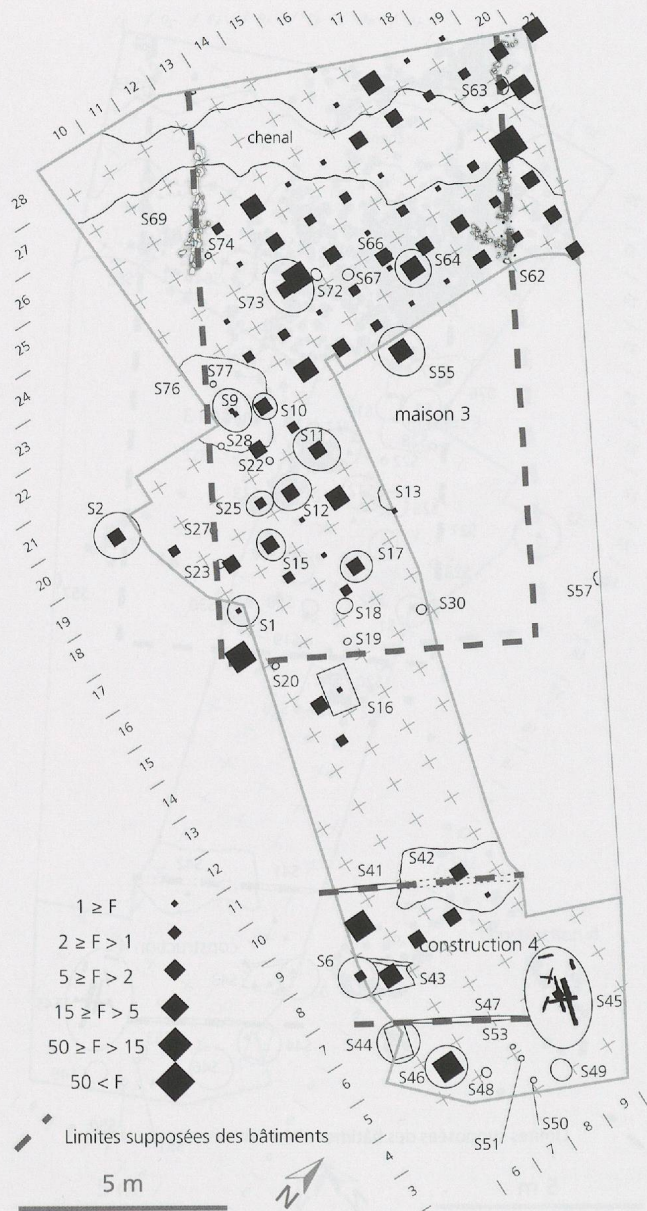 10 11 12 13 14 15 16 17 18 19 20 21
chenal
S63
28
S69
27
S74
S66
S64
26
S73
S72
S67
S62
25
S77
S55
24
S76
S9
S10
maison 3
23
S28
S11
S22
22
S2
S25
S12
S13
21
S27
S15
S17
20
S23
S57
19
S1
S18
S30
18
S19
S20
17
S16
16
15
14
13
12
S41
S42
11
1 ≥ F
10
2 ≥ F > 1
construction 4
9
S6
S43
5 ≥ F > 2
8
S47
S45
15 ≥ F > 5
S44
S53
7
50 ≥ F > 15
S46
S48
S49
6
50 < F
5
S50
S51
9
8
7
6
Limites supposées des bâtiments
4
3
5 m
N